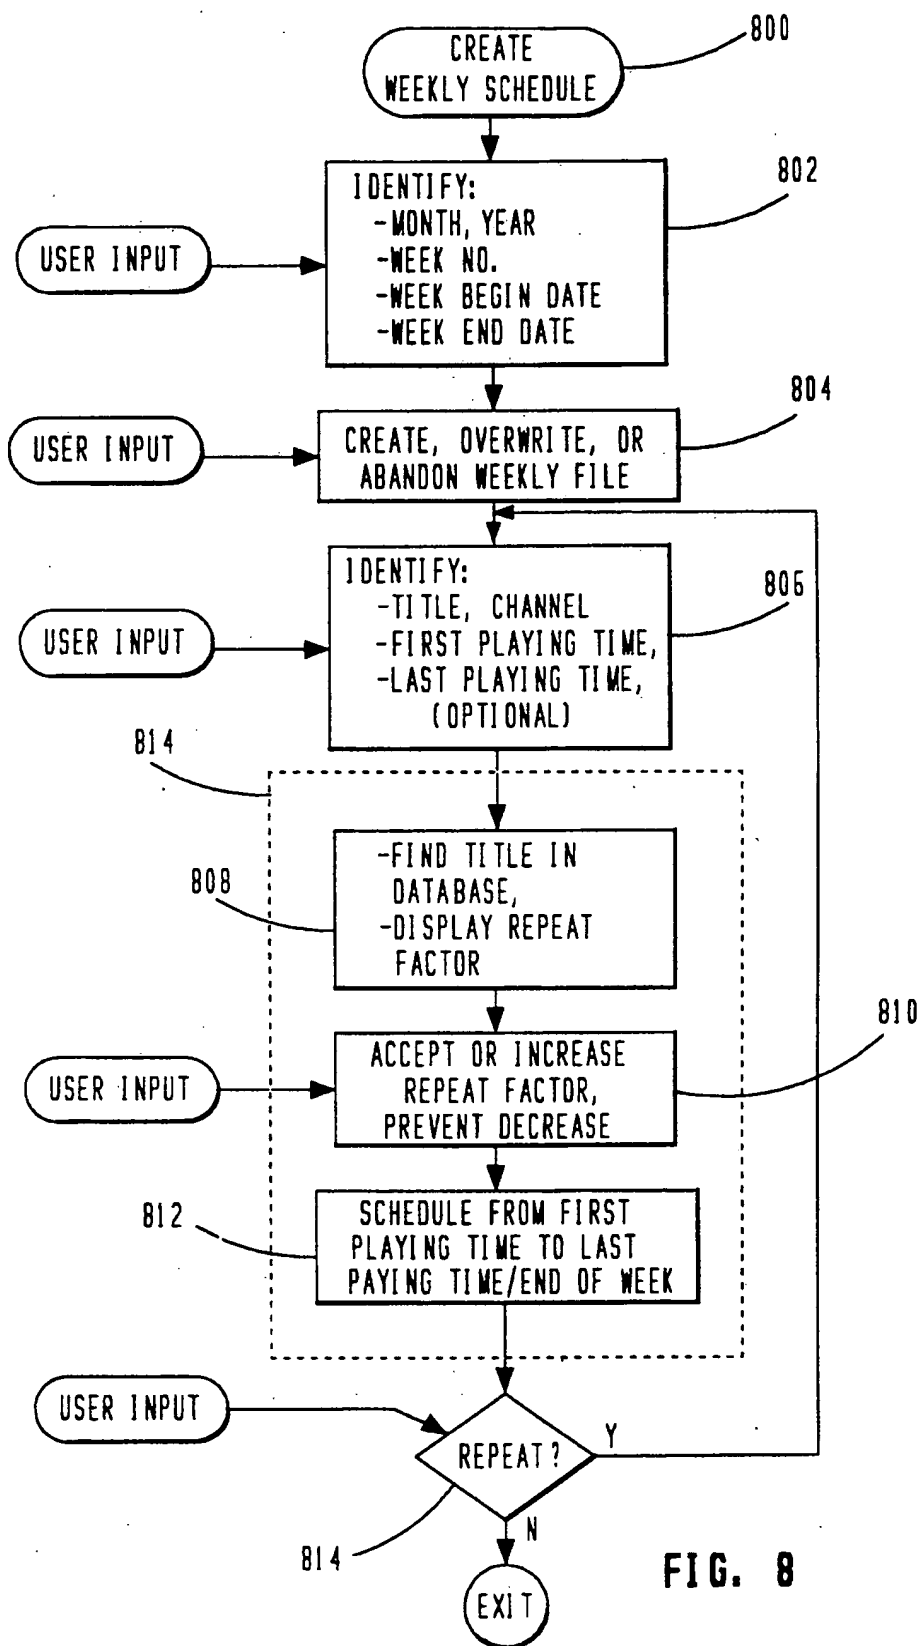 CREATE
WEEKLY SCHEDULE
800
IDENTIFY:
-MONTH, YEAR
-WEEK NO.
-WEEK BEGIN DATE
-WEEK END DATE
802
USER INPUT
804
CREATE, OVERWRITE, OR
ABANDON WEEKLY FILE
USER INPUT
IDENTIFY:
-TITLE, CHANNEL
-FIRST PLAYING TIME,
-LAST PLAYING TIME,
(OPTIONAL)
806
USER INPUT
814
-FIND TITLE IN
DATABASE,
-DISPLAY REPEAT
FACTOR
808
810
ACCEPT OR INCREASE
REPEAT FACTOR,
PREVENT DECREASE
USER INPUT
812
SCHEDULE FROM FIRST
PLAYING TIME TO LAST
PAYING TIME/END OF WEEK
USER INPUT
REPEAT?
Y
N
814
EXIT
FIG. 8